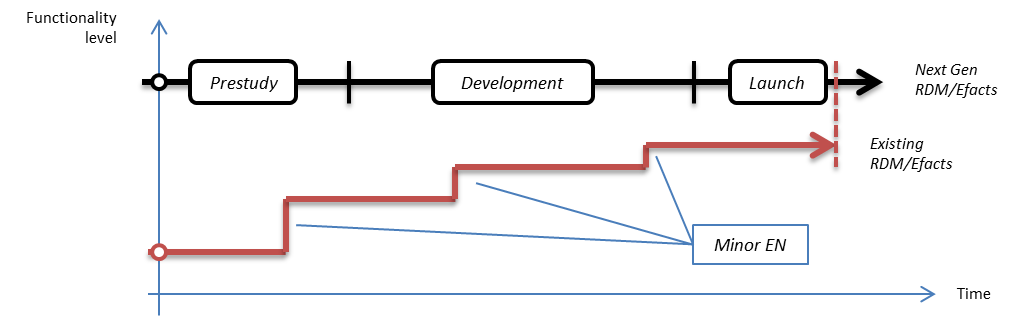 Functionality
level
Prestudy
Development
Launch
Next Gen
RDM/Efacts
Existing
RDM/Efacts
Minor EN
Time